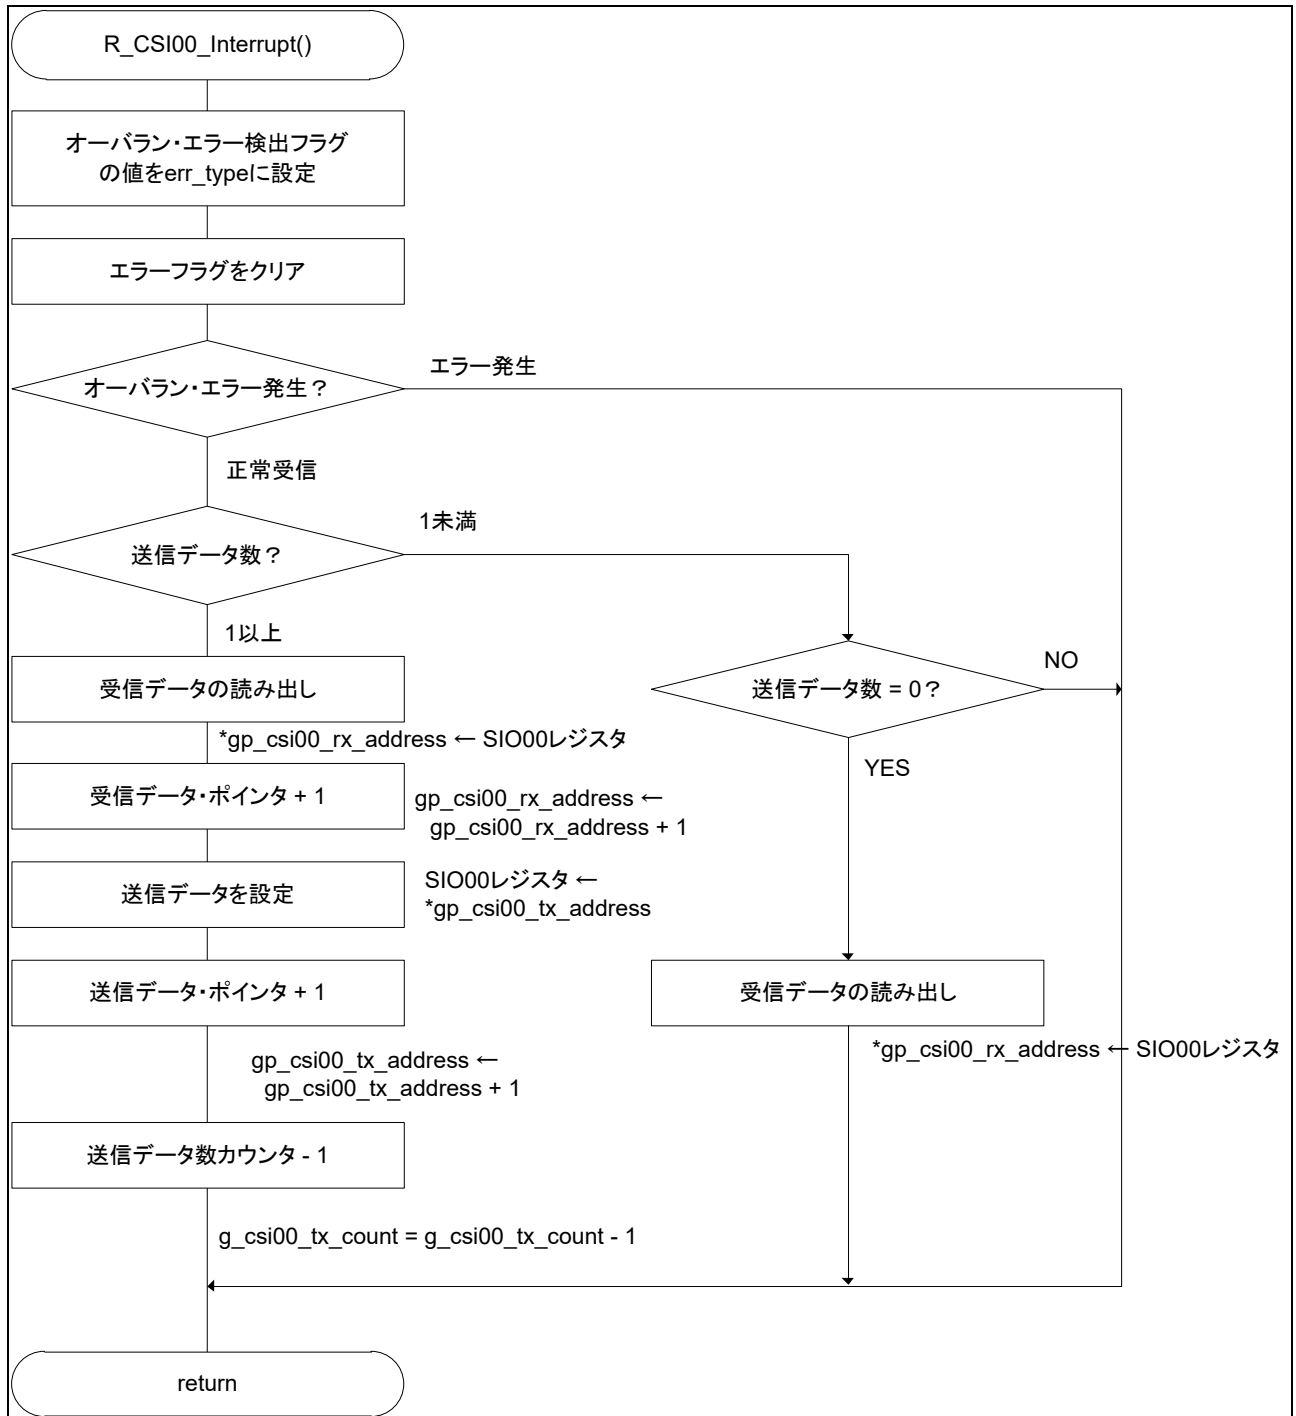 R_CSI00_Interrupt()
オーバラン・エラー検出フラグ
の値をerr_typeに設定
エラーフラグをクリア
オーバラン・エラー発生？
エラー発生
正常受信
送信データ数？
1未満
1以上
受信データの読み出し
*gp_csi00_rx_address ← SIO00レジスタ
受信データ・ポインタ + 1
gp_csi00_rx_address ←
gp_csi00_rx_address + 1
送信データを設定
SIO00レジスタ ←
*gp_csi00_tx_address
送信データ・ポインタ + 1
gp_csi00_tx_address ←
gp_csi00_tx_address + 1
送信データ数カウンタ - 1
g_csi00_tx_count = g_csi00_tx_count - 1
送信データ数 = 0？
NO
YES
受信データの読み出し
*gp_csi00_rx_address ← SIO00レジスタ
return